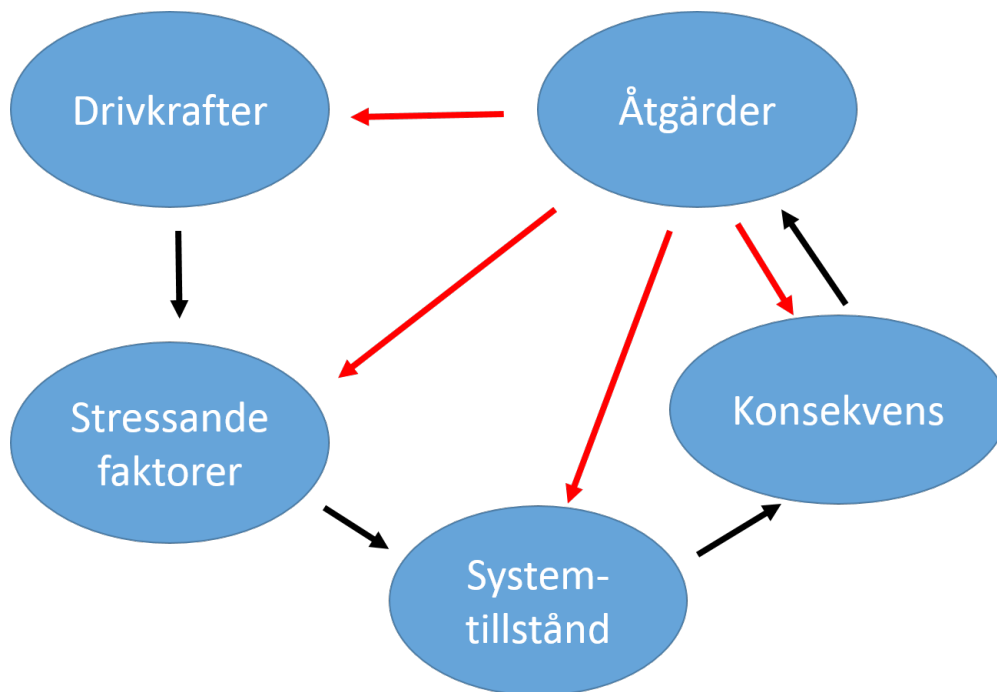 Drivkrafter
Åtgärder
Stressande
faktorer
Konsekvens
System-
tillstånd